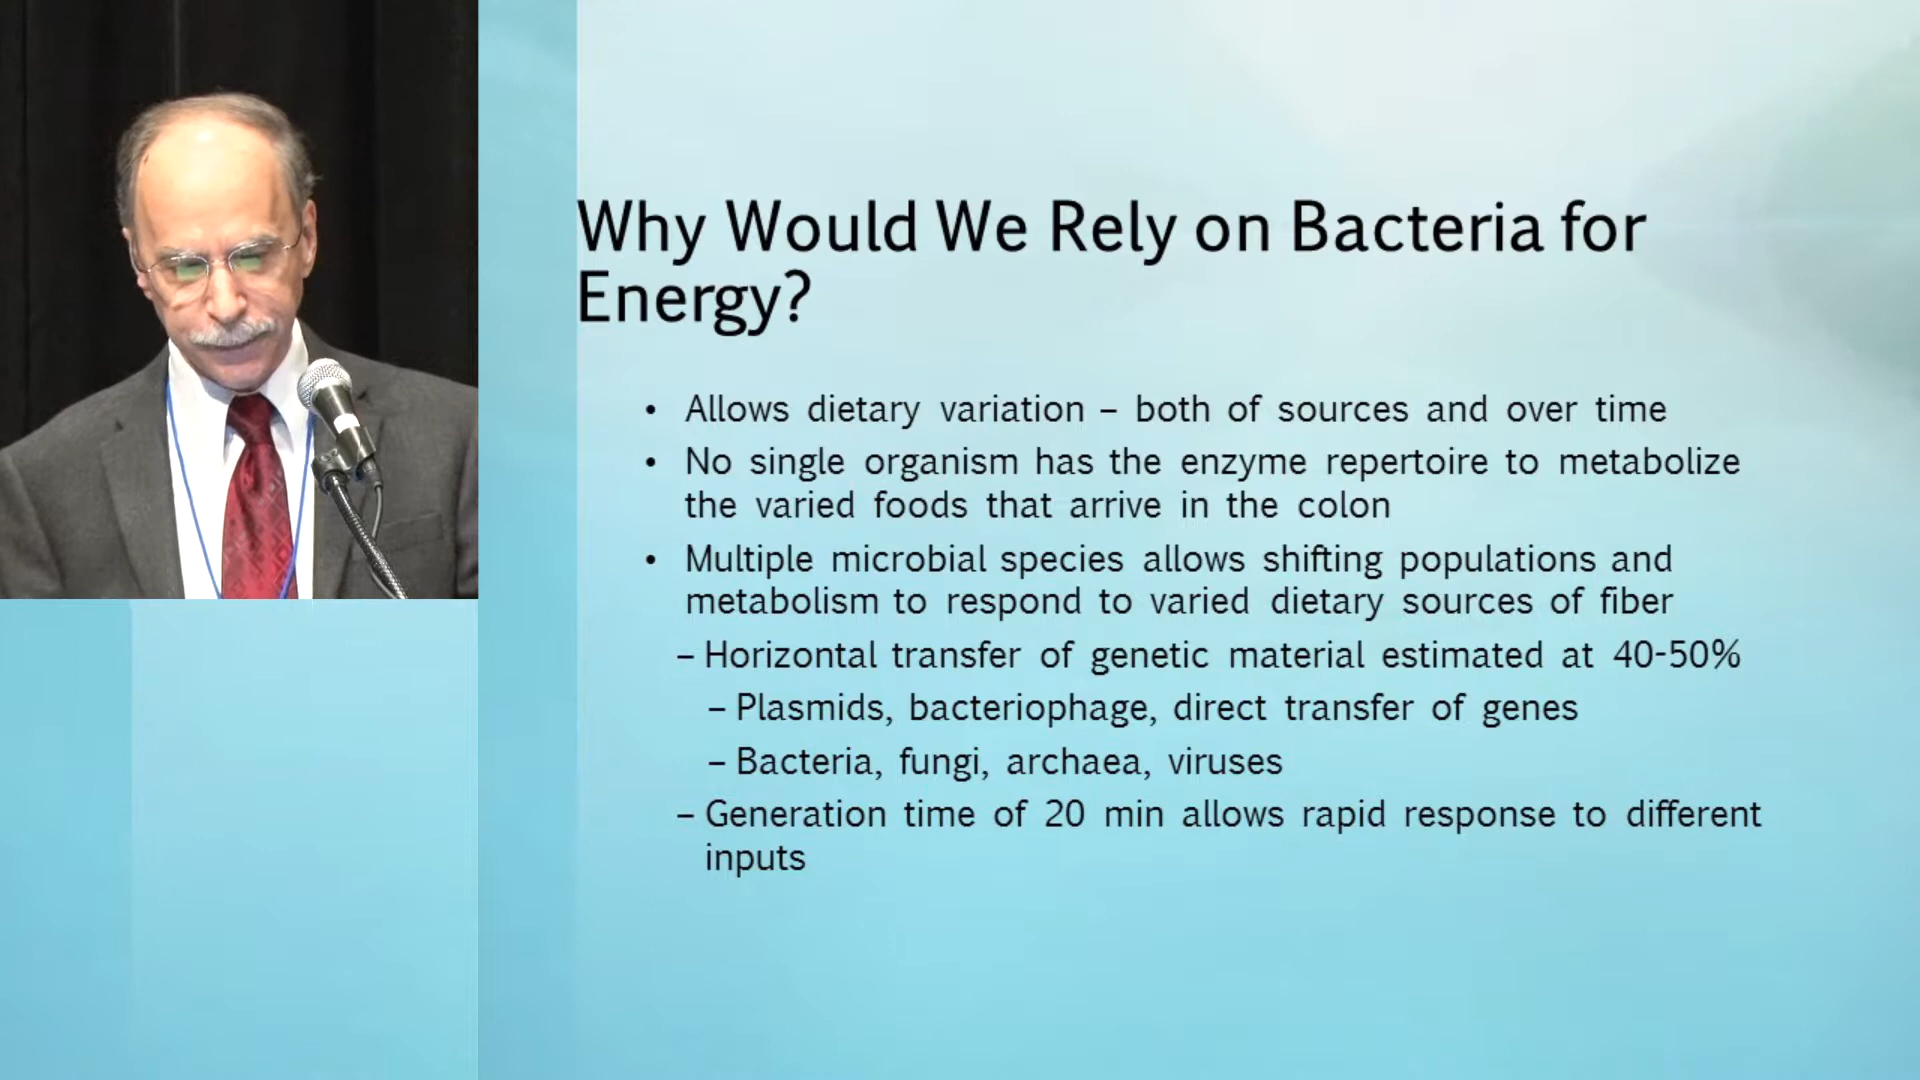 Why Would We Rely on Bacteria for
Energy?
• Allows dietary variation – both of sources and over time
• No single organism has the enzyme repertoire to metabolize
the varied foods that arrive in the colon
• Multiple microbial species allows shifting populations and
metabolism to respond to varied dietary sources of fiber
– Horizontal transfer of genetic material estimated at 40-50%
– Plasmids, bacteriophage, direct transfer of genes
– Bacteria, fungi, archaea, viruses
– Generation time of 20 min allows rapid response to different
inputs